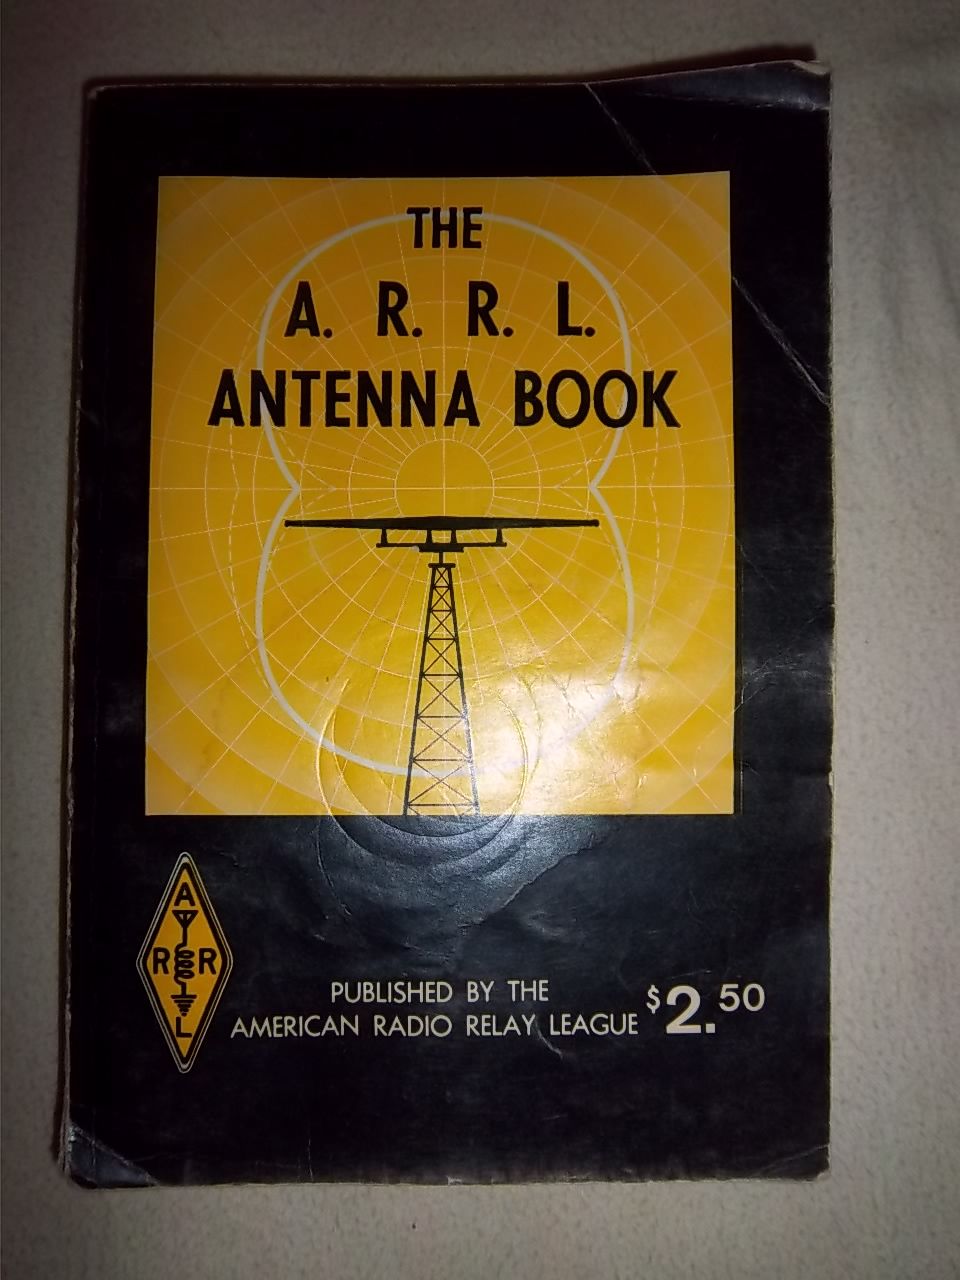 THE
A. R. R. L.
ANTENNA BOOK
A
R R
L
PUBLISHED BY THE
AMERICAN RADIO RELAY LEAGUE $2.50